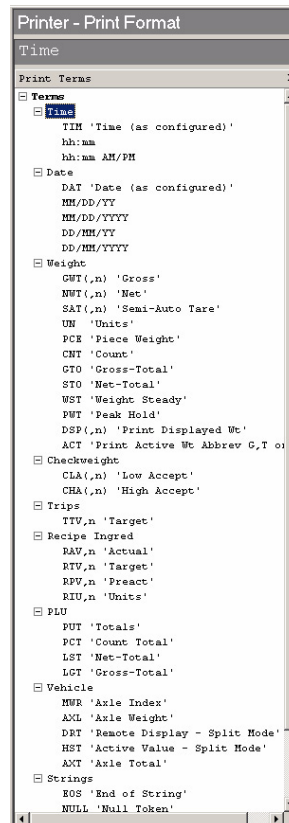 Printer - Print Format
Time
Print Terms
Terms
Time
TIM 'Time (as configured)'
hh:mm
hh:mm AM/PM
Date
DAT 'Date (as configured)'
MM/DD/YY
MM/DD/YYYY
DD/MM/YY
DD/MM/YYYY
Weight
GWT(,n) 'Gross'
NWT(,n) 'Net'
SAT(,n) 'Semi-Auto Tare'
UN 'Units'
PCE 'Piece Weight'
CNT 'Count'
GTO 'Gross-Total'
STO 'Net-Total'
WST 'Weight Steady'
PWT 'Peak Hold'
DSP(,n) 'Print Displayed Wt'
ACT 'Print Active Wt Abbrev G,T or
Checkweight
CLA(,n) 'Low Accept'
CHA(,n) 'High Accept'
Trips
TTV,n 'Target'
Recipe Ingred
RAV,n 'Actual'
RTV,n 'Target'
RPV,n 'Preact'
RIU,n 'Units'
PLU
PUT 'Totals'
PCT 'Count Total'
LST 'Net-Total'
LGT 'Gross-Total'
Vehicle
MWR 'Axle Index'
AXL 'Axle Weight'
DRT 'Remote Display - Split Mode'
HST 'Active Value - Split Mode'
AXT 'Axle Total'
Strings
EOS 'End of String'
NULL 'Null Token'